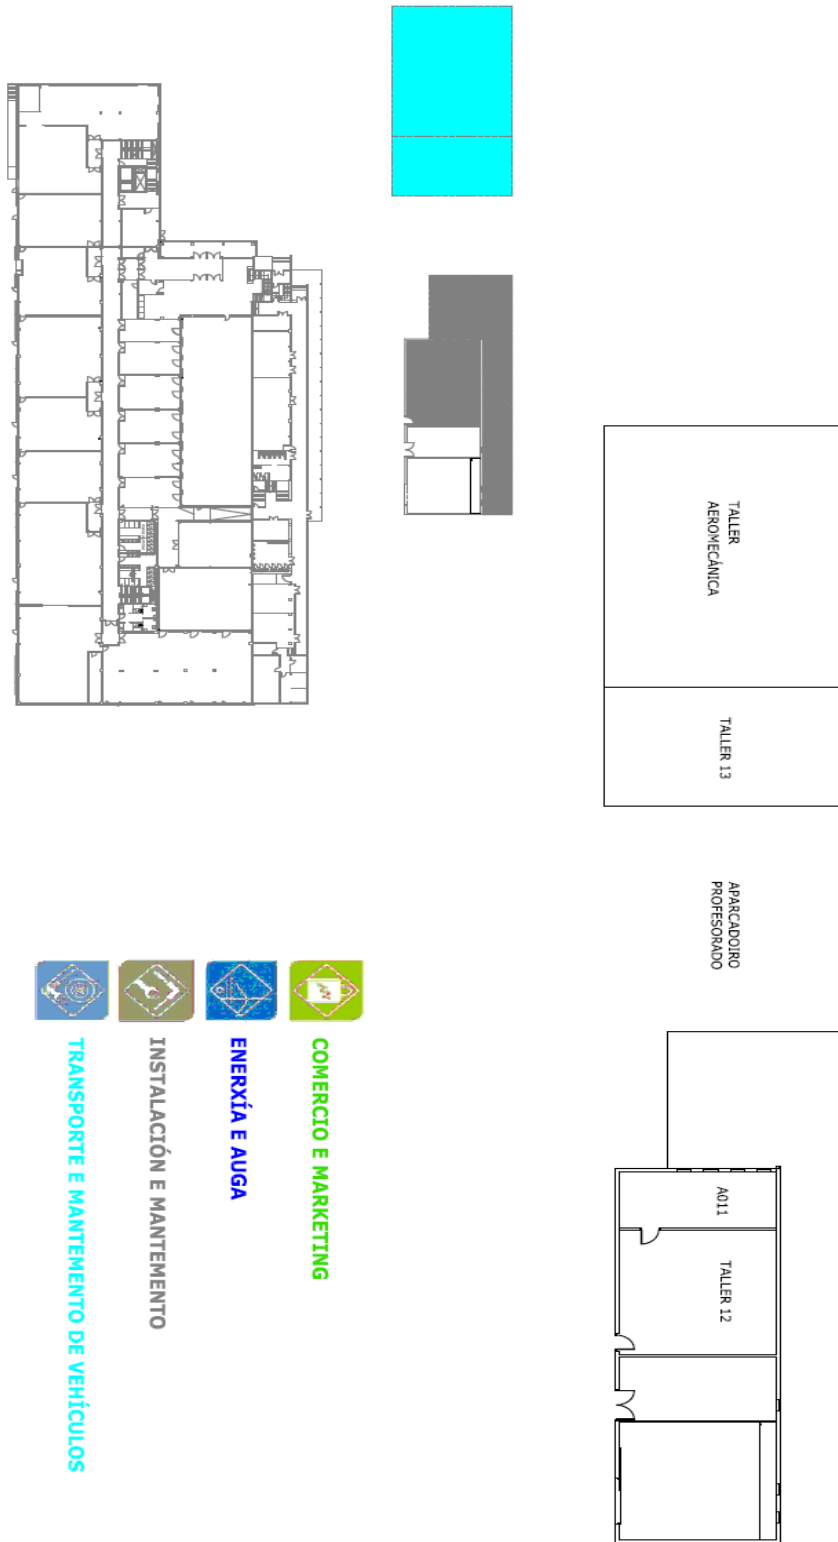 TALLER
AEROMECÁNICA
TALLER 13
APARCADOIRO
PROFESORADO
A011
TALLER 12
COMERCIO E MARKETING
ENERXÍA E AUGA
INSTALACIÓN E MANTEMENTO
TRANSPORTE E MANTEMENTO DE VEHÍCULOS